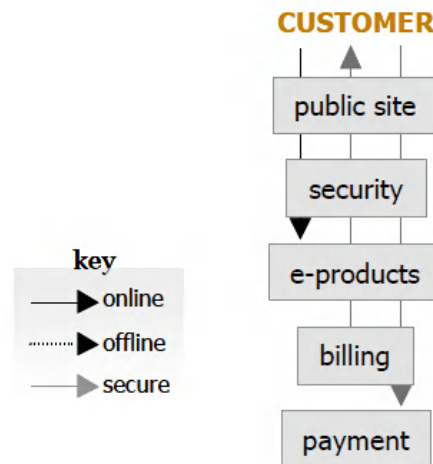 CUSTOMER
public site
security
e-products
billing
payment
key
online
offline
secure